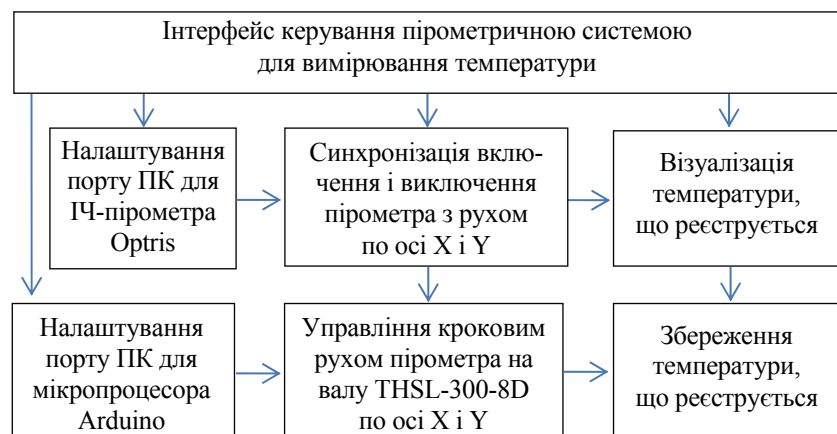 Інтерфейс керування пірометричною системою
для вимірювання температури
Налаштування
порту ПК для
ІЧ-пірометра
Optris
Синхронізація вклю-
чення і виключення
пірометра з рухом
по осі X і Y
Візуалізація
температури,
що реєструється
Налаштування
порту ПК для
мікропроцесора
Arduino
Управління кроковим
рухом пірометра на
валу THSL-300-8D
по осі X і Y
Збереження
температури,
що реєструється